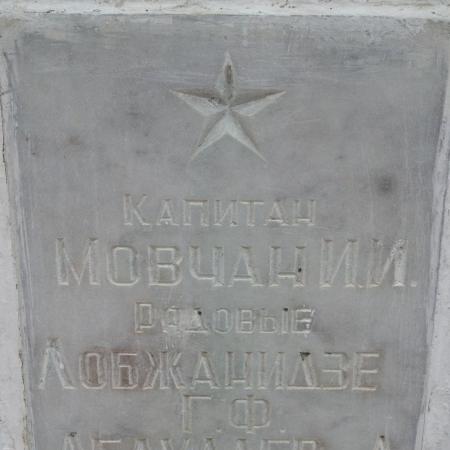 Капитан
Мовчан И.И.
Рядовые
Лобжанидзе
Г.Ф.